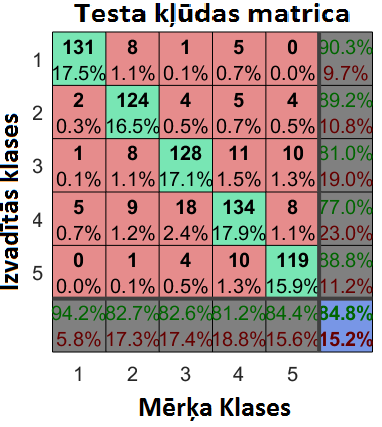 Testa kļūdas matrica
1 131 8 1 5 0 90.3%
17.5% 1.1% 0.1% 0.7% 0.0% 9.7%
2 2 124 4 5 4 89.2%
0.3% 16.5% 0.5% 0.7% 0.5% 10.8%
3 1 8 128 11 10 81.0%
0.1% 1.1% 17.1% 1.5% 1.3% 19.0%
4 5 9 18 134 8 77.0%
0.7% 1.2% 2.4% 17.9% 1.1% 23.0%
5 0 1 4 10 119 88.8%
0.0% 0.1% 0.5% 1.3% 15.9% 11.2%
94.2% 82.7% 82.6% 81.2% 84.4% 84.8%
5.8% 17.3% 17.4% 18.8% 15.6% 15.2%
1 2 3 4 5
Mērķa Klases
Izvadītās klases